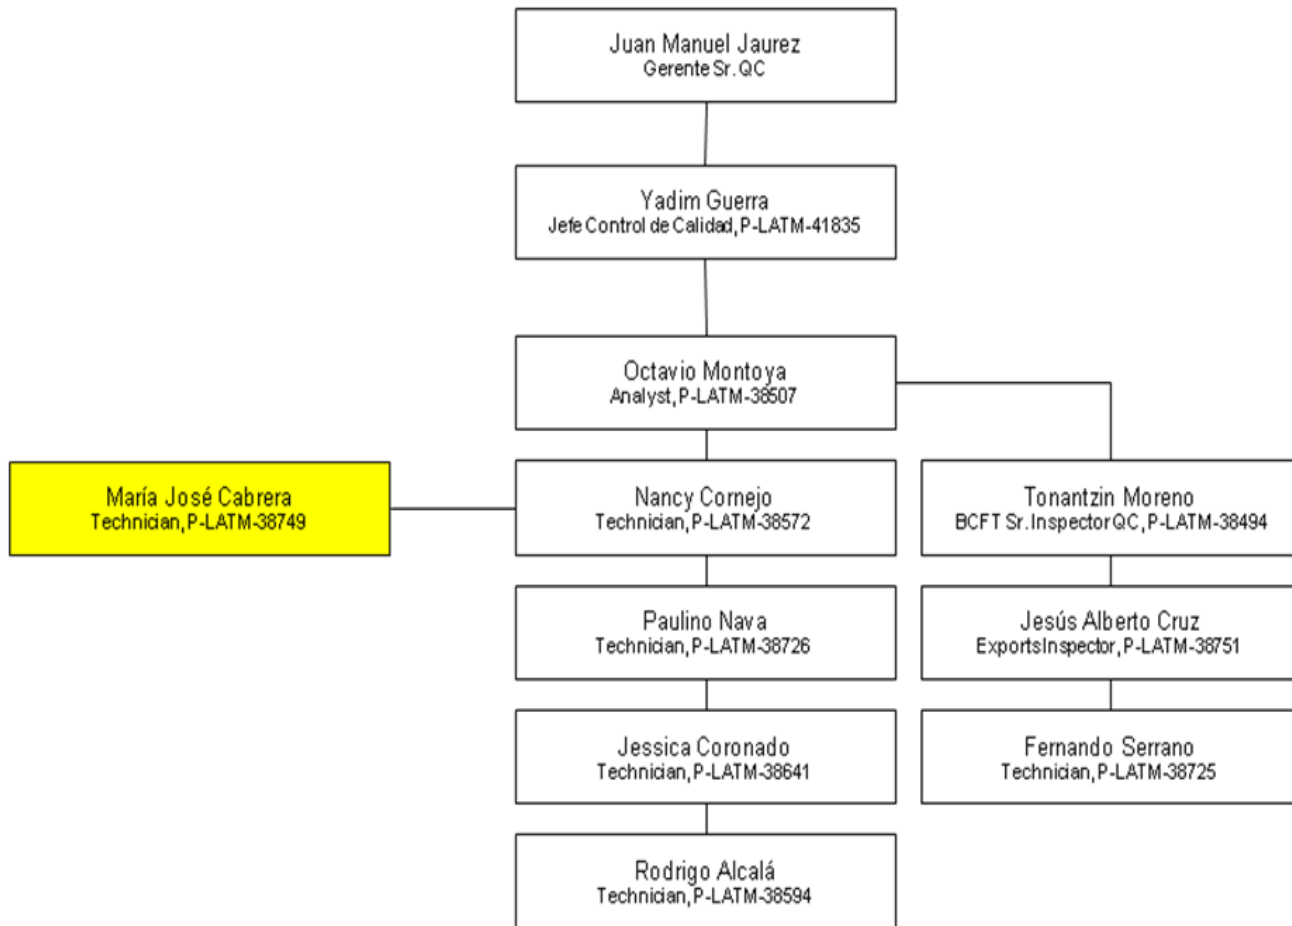 Juan Manuel Jaurez
Gerente Sr. QC
Yadim Guerra
Jefe Control de Calidad, P-LATM-41835
Octavio Montoya
Analyst, P-LATM-38507
María José Cabrera
Technician, P-LATM-38749
Nancy Cornejo
Technician, P-LATM-38572
Tonantzin Moreno
BCFT Sr. Inspector QC, P-LATM-38494
Paulino Nava
Technician, P-LATM-38726
Jesús Alberto Cruz
Exports Inspector, P-LATM-38751
Jessica Coronado
Technician, P-LATM-38641
Fernando Serrano
Technician, P-LATM-38725
Rodrigo Alcalá
Technician, P-LATM-38594